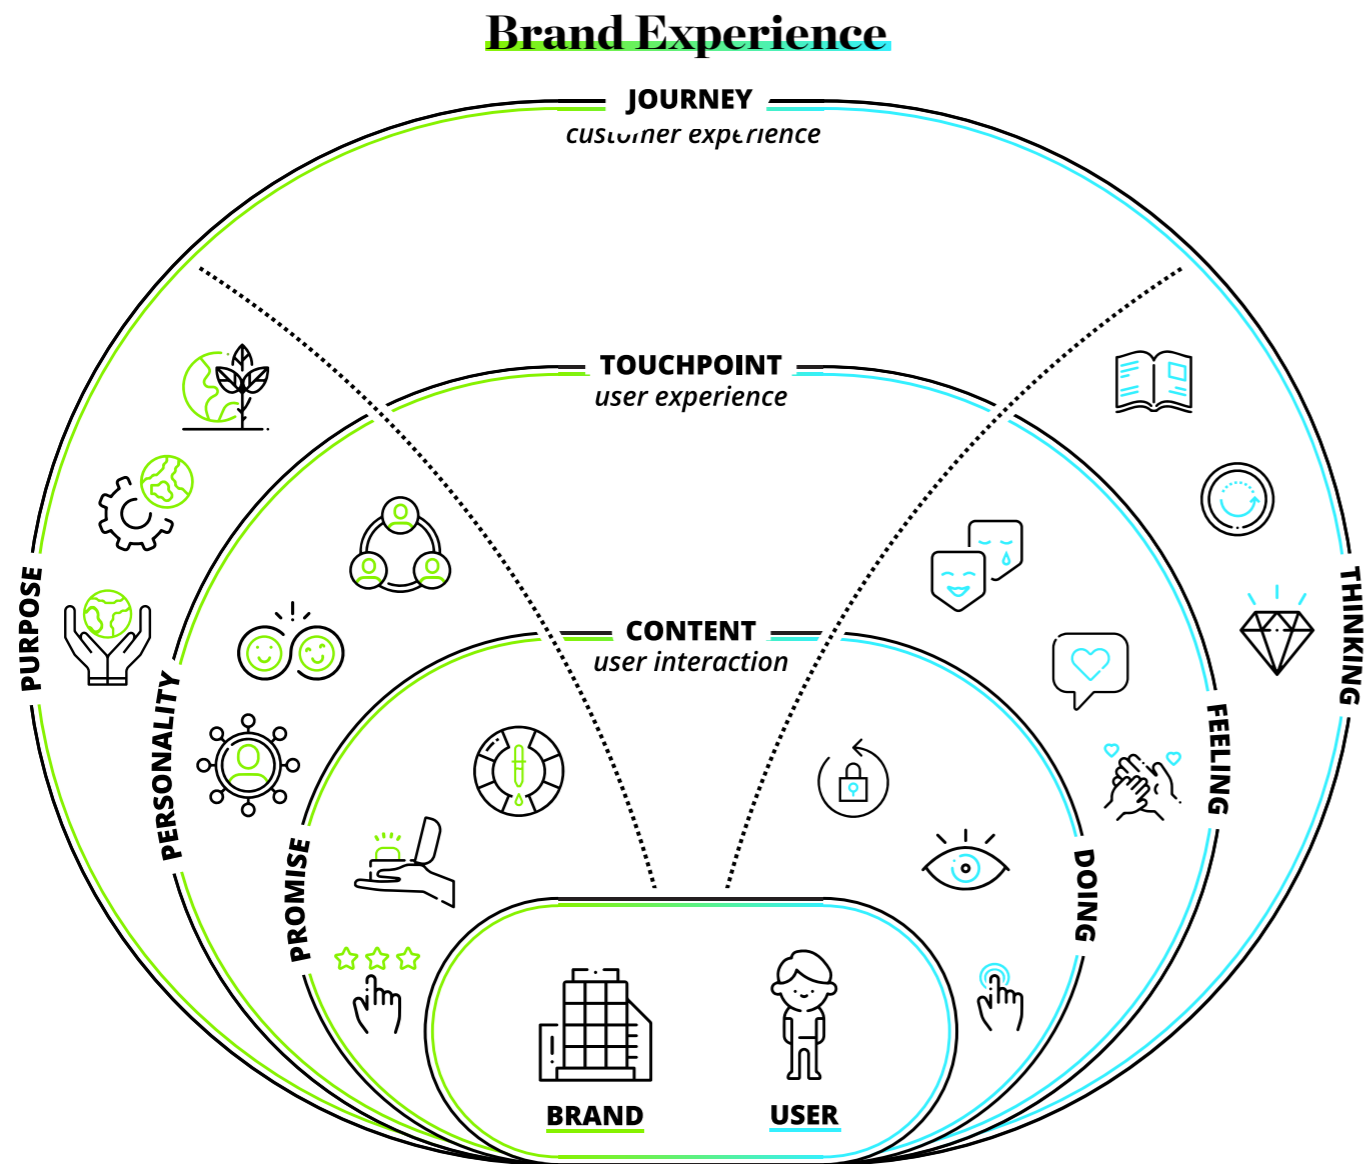 Brand Experience
JOURNEY
customer experience
TOUCHPOINT
user experience
CONTENT
user interaction
PURPOSE
PERSONALITY
PROMISE
DOING
FEELING
THINKING
BRAND
USER